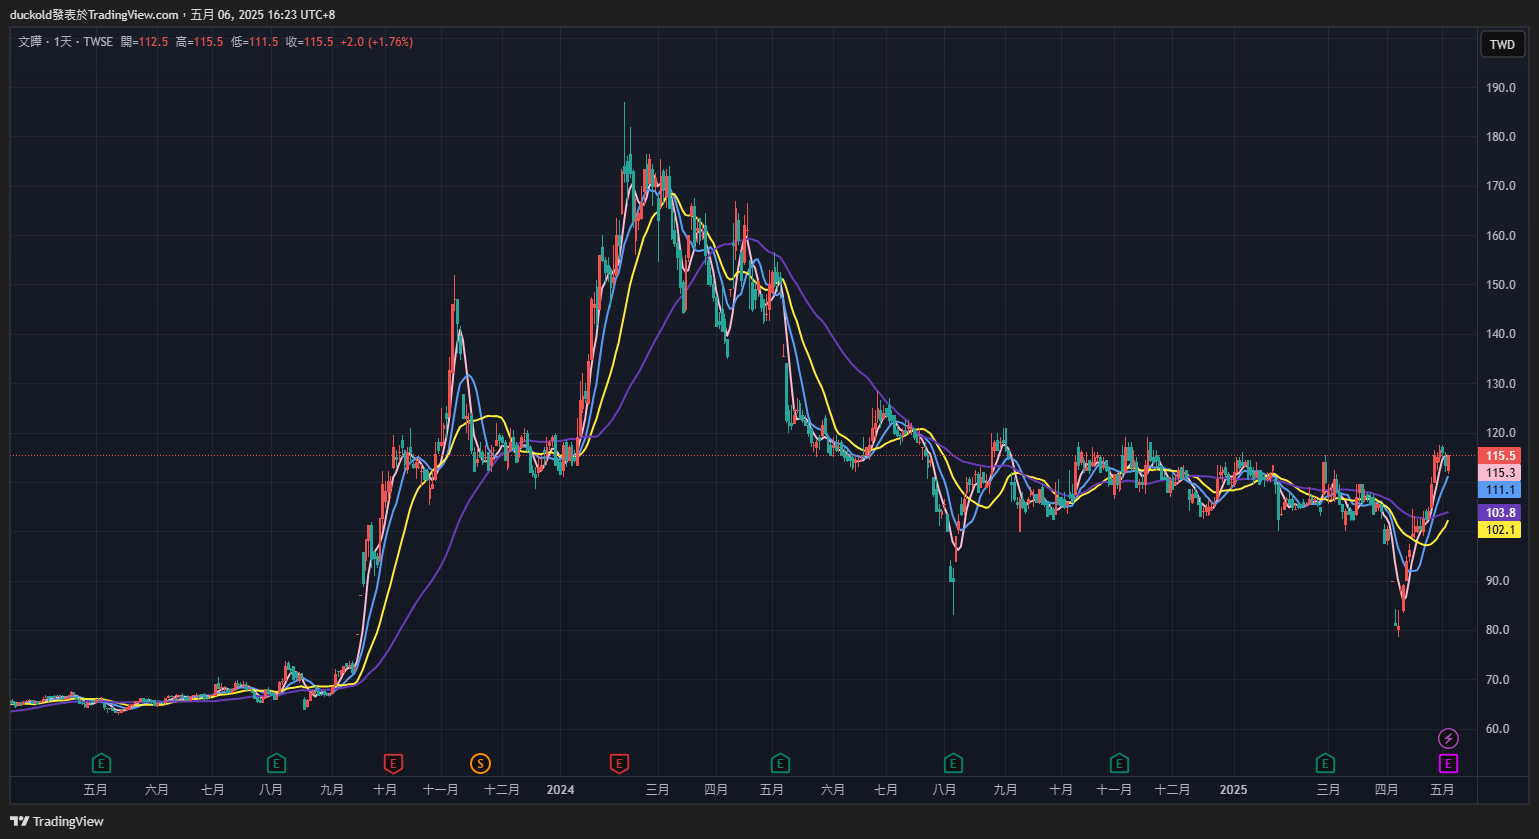 duckold發表於TradingView.com，五月 06, 2025 16:23 UTC+8
文曄・1天・TWSE 開=112.5 高=115.5 低=111.5 收=115.5 +2.0 (+1.76%)
TWD
190.0
180.0
170.0
160.0
150.0
140.0
130.0
120.0
115.5
115.3
111.1
103.8
102.1
90.0
80.0
70.0
60.0
E E E S E E E E E E
五月 六月 七月 八月 九月 十月 十一月 十二月 2024 三月 四月 五月 六月 七月 八月 九月 十月 十一月 十二月 2025 三月 四月 五月
TradingView